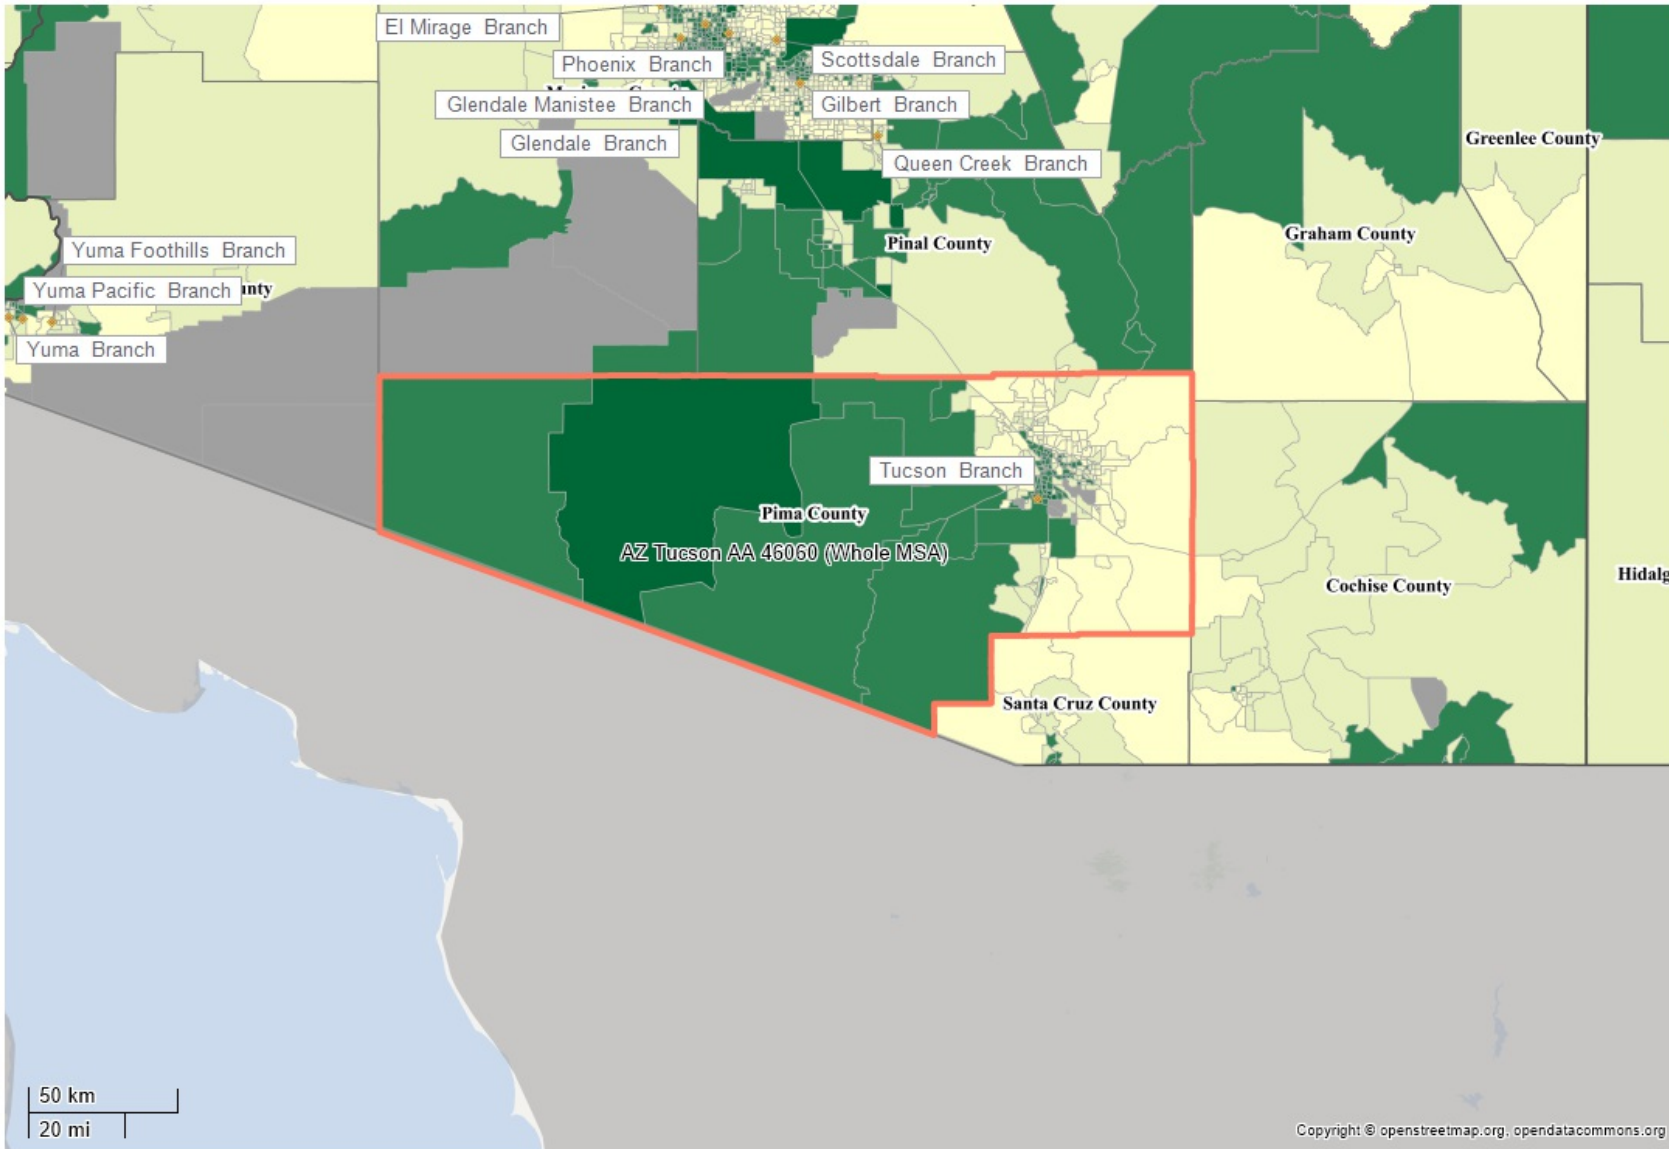 El Mirage Branch
Phoenix Branch
Scottsdale Branch
Glendale Manistee Branch
Gilbert Branch
Glendale Branch
Greenlee County
Queen Creek Branch
Graham County
Pinal County
Yuma Foothills Branch
Yuma Pacific Branch
Yuma Branch
Tucson Branch
Pima County
AZ Tucson AA 46060 (Whole MSA)
Cochise County
Hidalg
Santa Cruz County
50 km
20 mi
Copyright © openstreetmap.org, opendatacommons.org